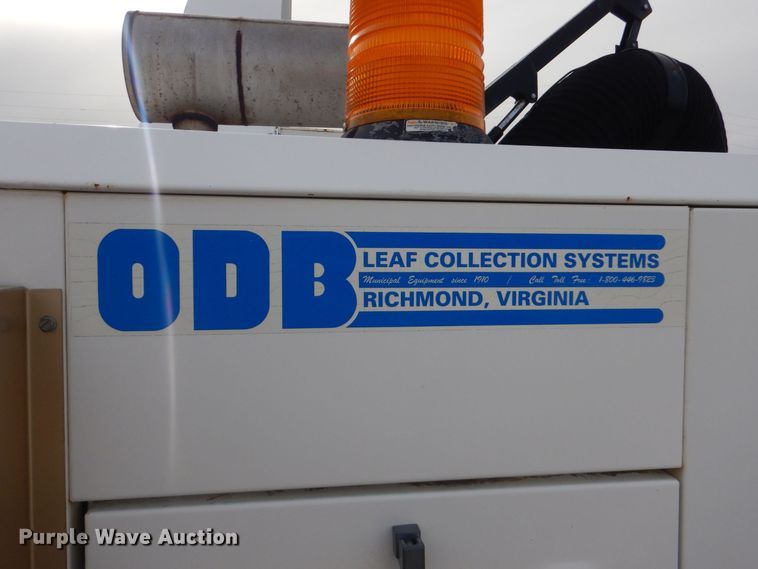 WARNING
ODB
LEAF COLLECTION SYSTEMS
Municipal Equipment since 1910 / Call Toll Free: 1-800-446-9823
RICHMOND, VIRGINIA
Purple Wave Auction